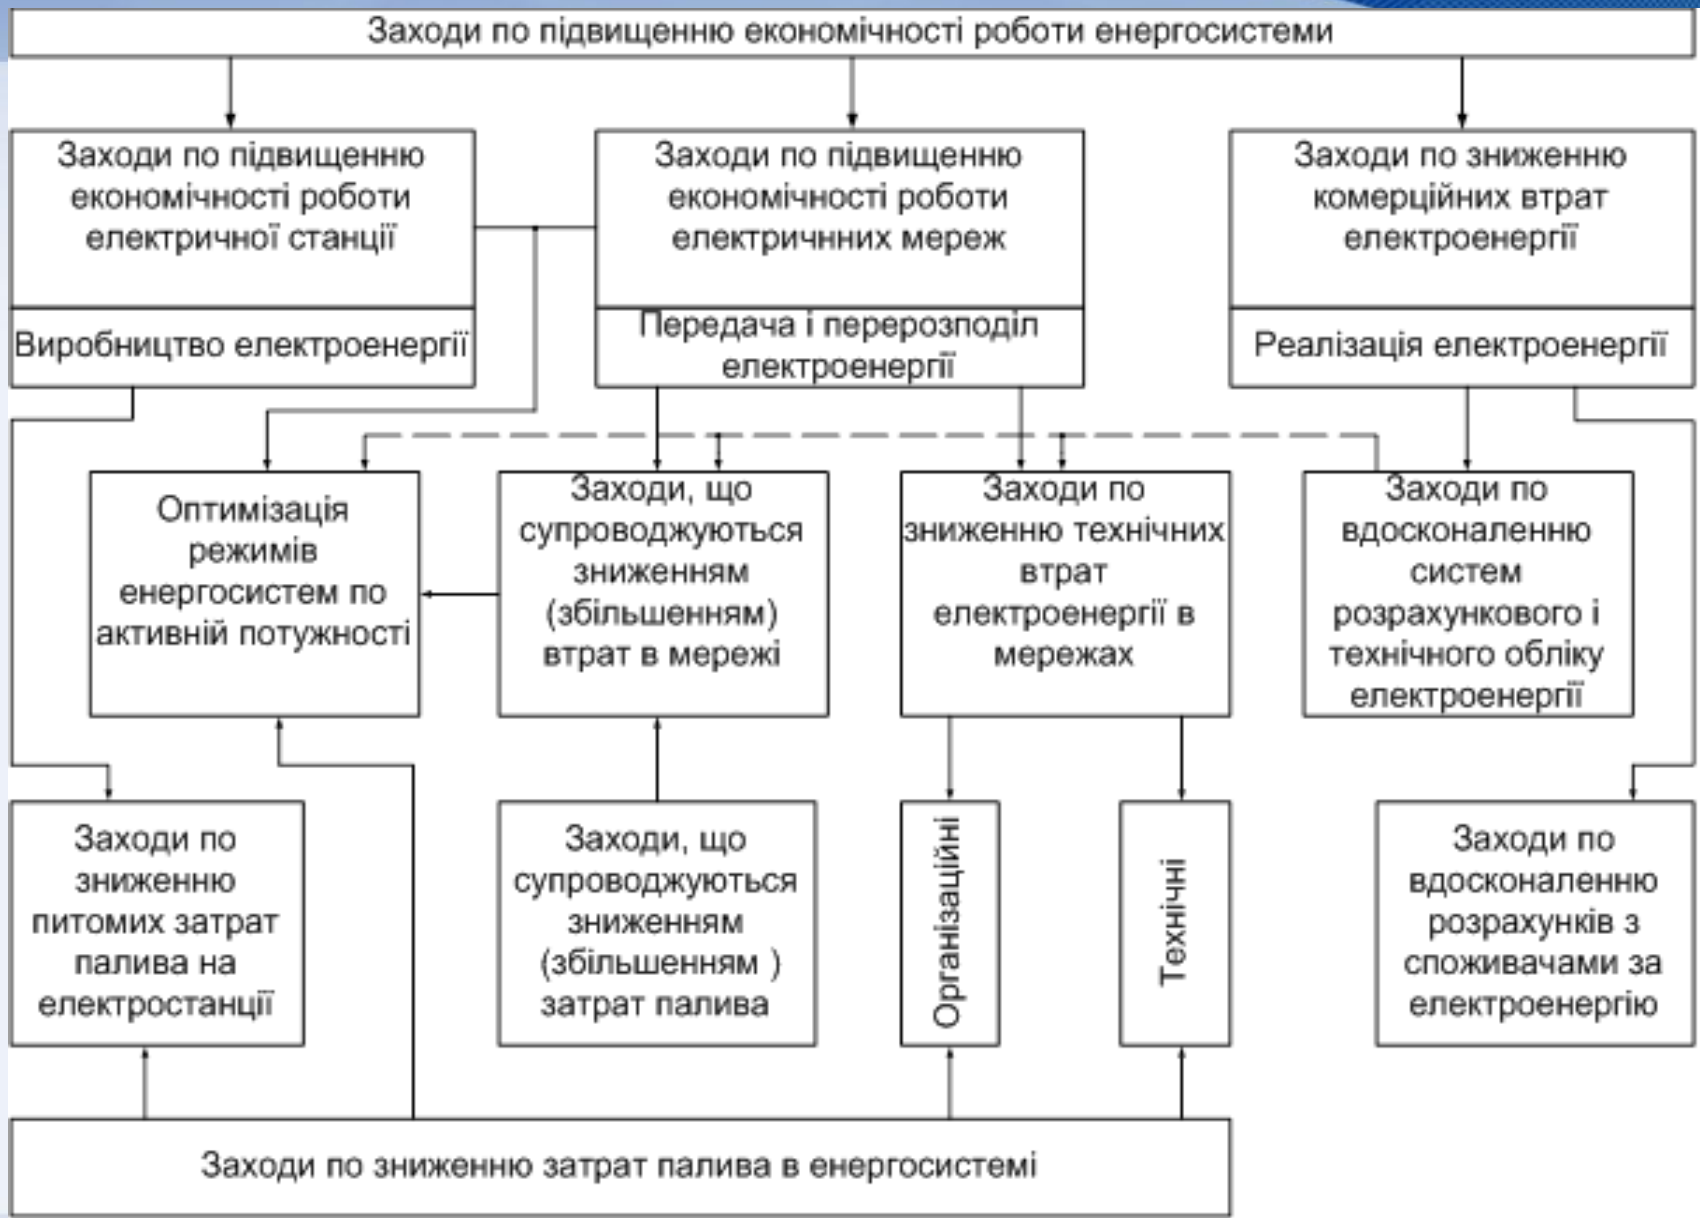 Заходи по підвищенню економічності роботи енергосистеми
Заходи по підвищенню
економічності роботи
електричної станції
Виробництво електроенергії
Заходи по підвищенню
економічності роботи
електричнних мереж
Передача і перерозподіл
електроенергії
Заходи по зниженню
комерційних втрат
електроенергії
Реалізація електроенергії
Оптимізація
режимів
енергосистем по
активній потужності
Заходи, що
супроводжуються
зниженням
(збільшенням)
втрат в мережі
Заходи по
зниженню технічних
втрат
електроенергії в
мережах
Заходи по
вдосконаленню
систем
розрахункового і
технічного обліку
електроенергії
Заходи по
зниженню
питомих затрат
палива на
електростанції
Заходи, що
супроводжуються
зниженням
(збільшенням )
затрат палива
Організаційні
Технічні
Заходи по
вдосконаленню
розрахунків з
споживачами за
електроенергію
Заходи по зниженню затрат палива в енергосистемі